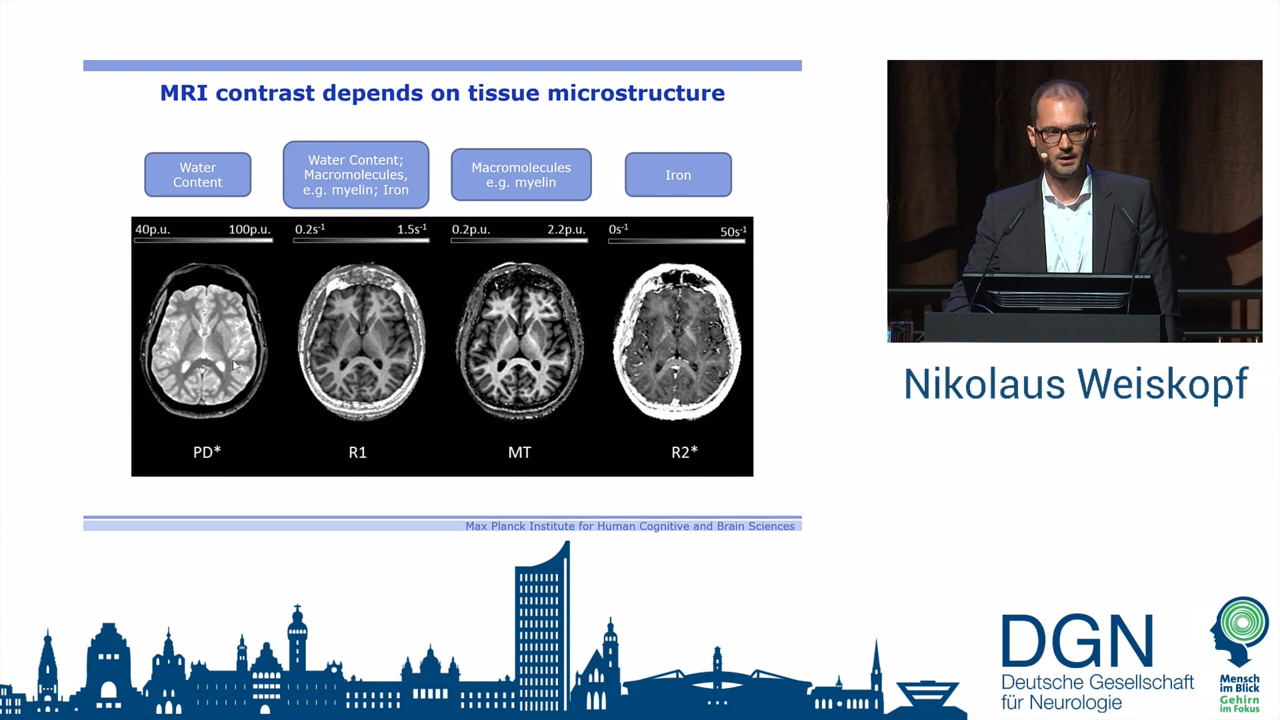 MRI contrast depends on tissue microstructure
Water
Content
Water Content;
Macromolecules,
e.g. myelin; Iron
Macromolecules
e.g. myelin
Iron
40p.u. 100p.u.
0.2s⁻¹ 1.5s⁻¹
0.2p.u. 2.2p.u.
0s⁻¹ 50s⁻¹
PD*
R1
MT
R2*
Max Planck Institute for Human Cognitive and Brain Sciences
Nikolaus Weiskopf
DGN
Deutsche Gesellschaft
für Neurologie
Mensch
im Blick
Gehirn
im Fokus